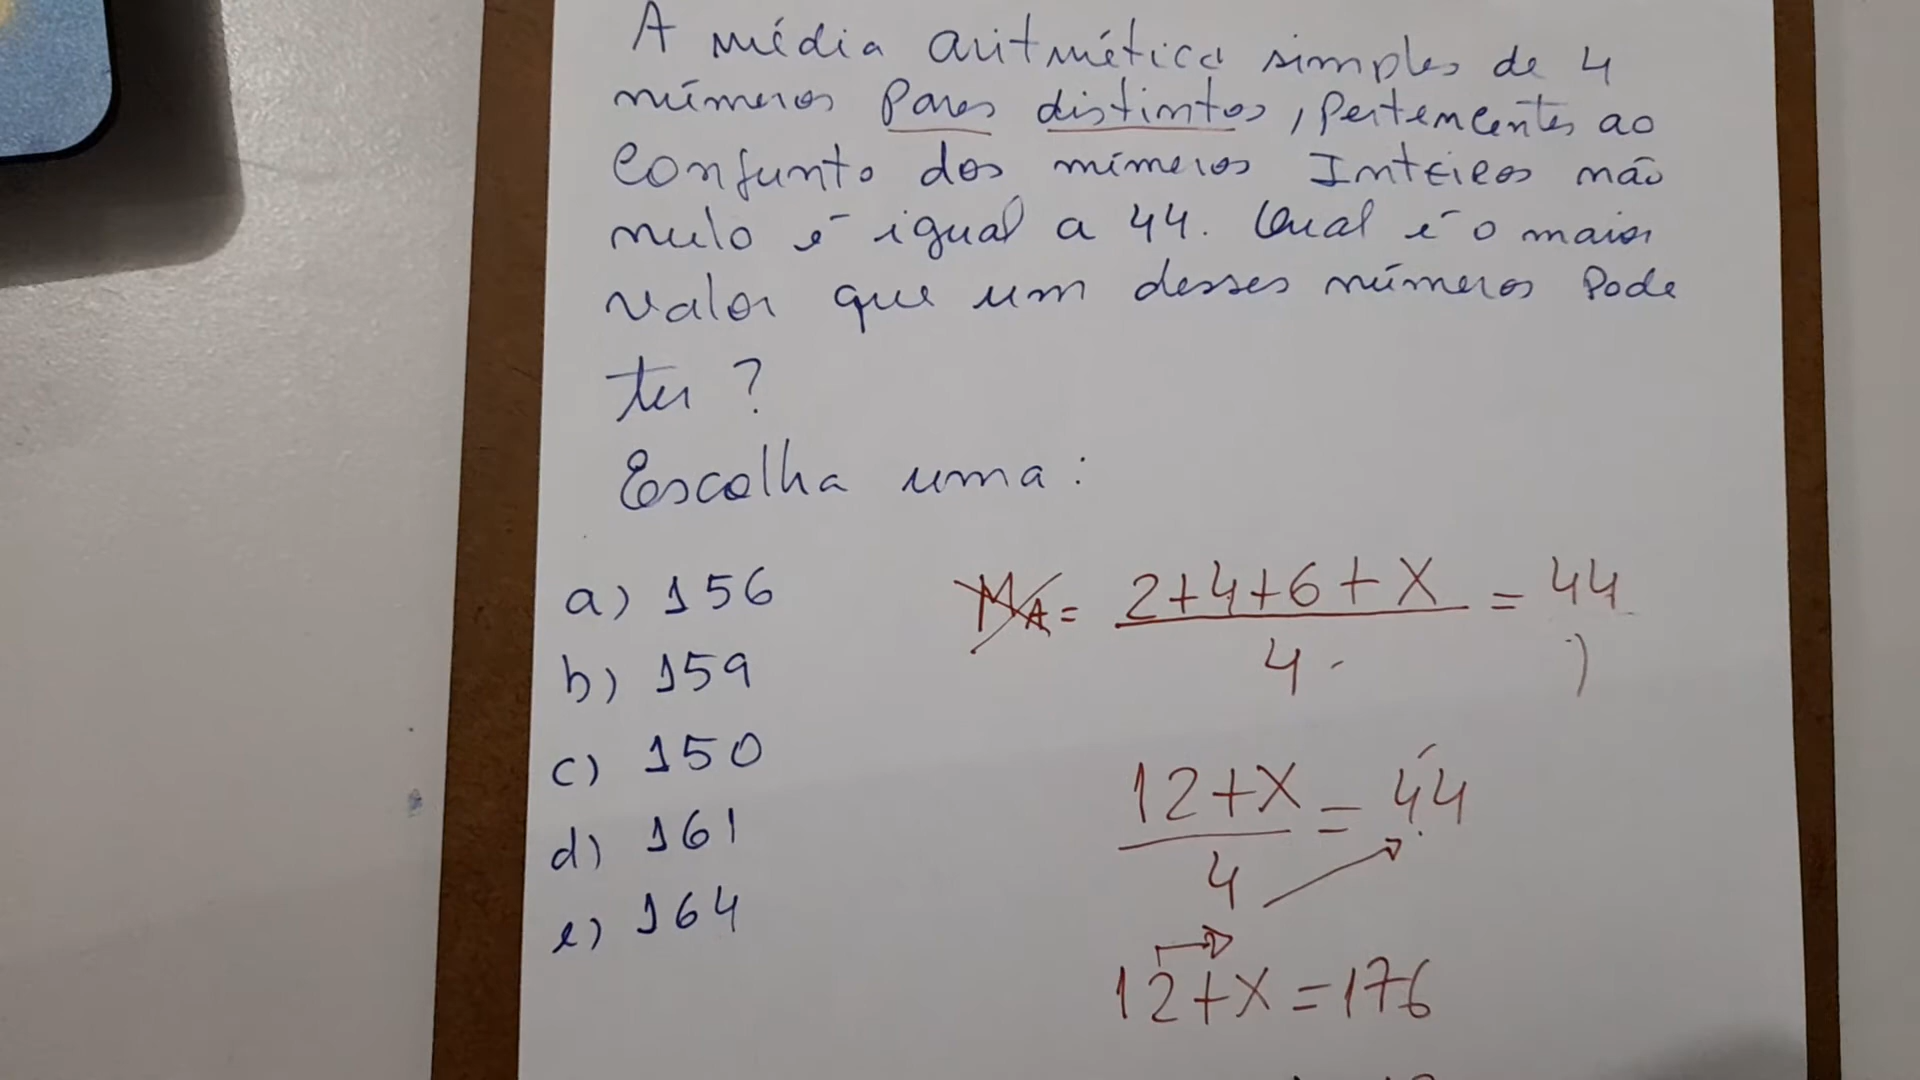 A média aritmética simples de 4
números Pares distintos, Pertencentes ao
Conjunto dos números Inteiros não
nulo é igual a 44. Qual é o maior
valor que um desses números Pode
ter ?
Escolha uma :
a) 156
b) 159
c) 150
d) 161
e) 164
MA = 2+4+6+X = 44
4
12+X = 44
4
12+X=176